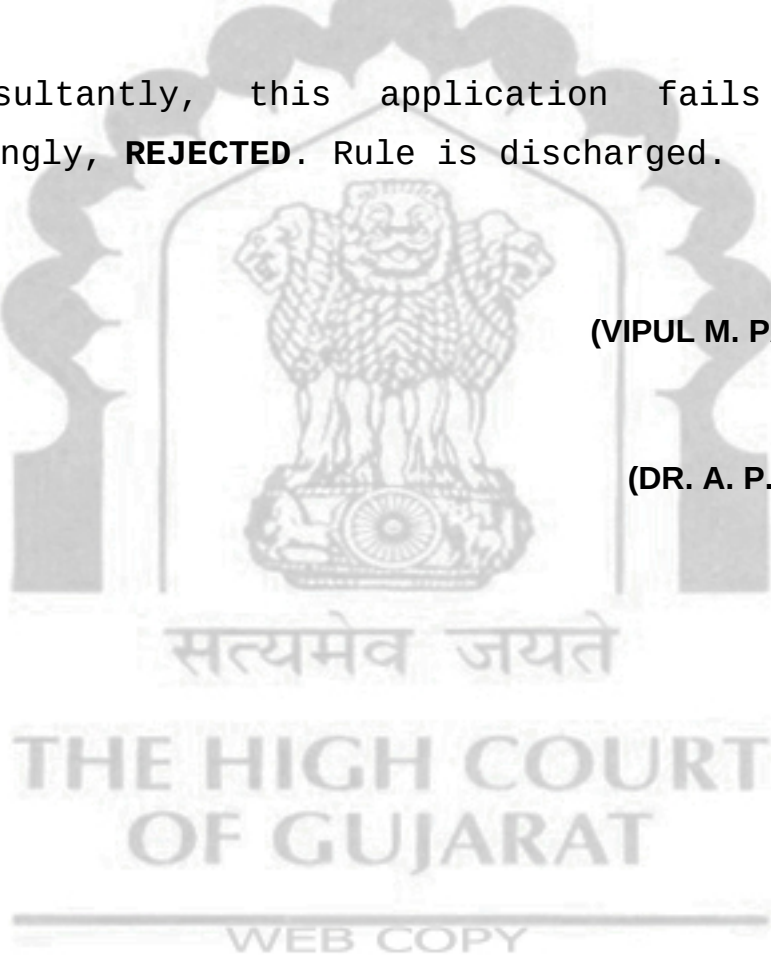 sultantly, this application fails
ngly, REJECTED. Rule is discharged.
(VIPUL M. P
(DR. A. P.
सत्यमेव जयते
THE HIGH COURT
OF GUJARAT
WEB COPY